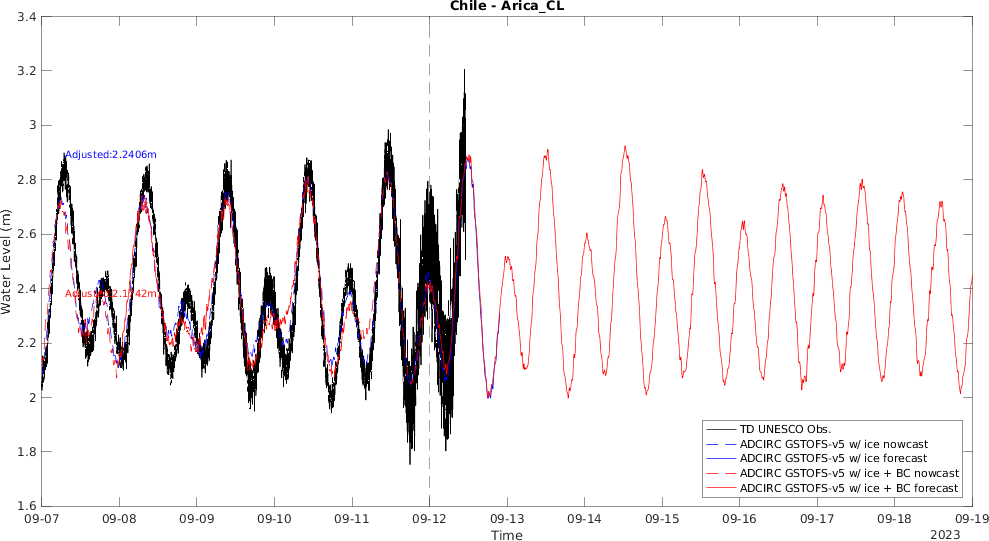 Chile - Arica_CL
3.4
3.2
3
2.8
2.6
2.4
2.2
2
1.8
1.6
Water Level (m)
Adjusted:2.2406m
TD UNESCO Obs.
ADCIRC GSTOFS-v5 w/ ice nowcast
ADCIRC GSTOFS-v5 w/ ice forecast
ADCIRC GSTOFS-v5 w/ ice + BC nowcast
ADCIRC GSTOFS-v5 w/ ice + BC forecast
09-07 09-08 09-09 09-10 09-11 09-12 09-13 09-14 09-15 09-16 09-17 09-18 09-19
Time
2023